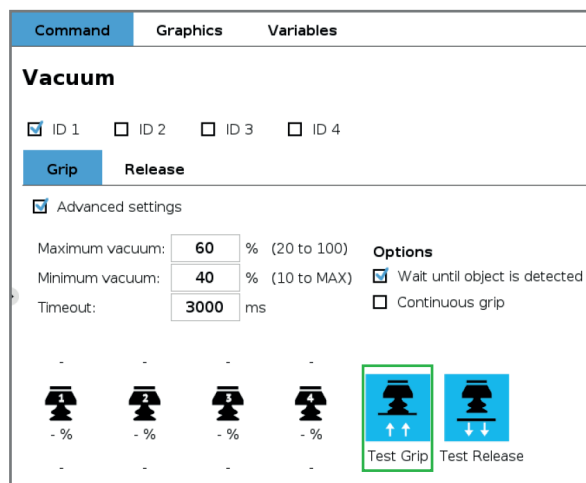 Command Graphics Variables
Vacuum
ID 1 ID 2 ID 3 ID 4
Grip Release
Advanced settings
Maximum vacuum: 60 % (20 to 100)
Minimum vacuum: 40 % (10 to MAX)
Timeout: 3000 ms
Options
Wait until object is detected
Continuous grip
- - - -
1 2 3 4
- % - % - % - %
- - - -
Test Grip Test Release